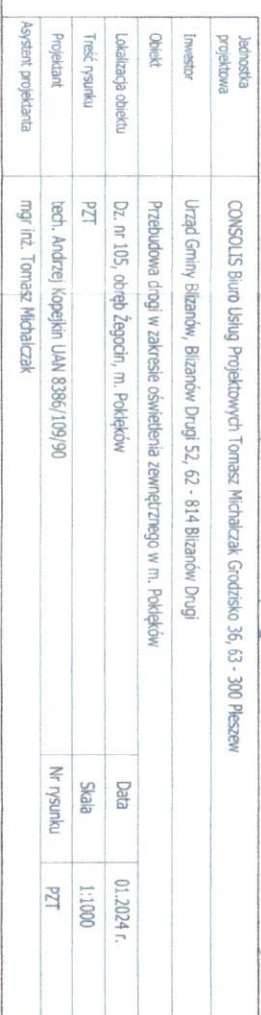 Jednostka
projektowa
CONSOLIS Biuro Usług Projektowych Tomasz Michalczak Grodzisko 36, 63 - 300 Pleszew
Inwestor
Urząd Gminy Blizanów, Blizanów Drugi 52, 62 - 814 Blizanów Drugi
Obiekt
Przebudowa drogi w zakresie oświetlenia zewnętrznego w m. Poklęków
Lokalizacja obiektu
Dz. nr 105, obręb Żegocin, m. Poklęków
Data
01.2024 r.
Treść rysunku
PZT
Skala
1:1000
Projektant
tech. Andrzej Kopejkin UAN 8386/109/90
Nr rysunku
PZT
Asystent projektanta
mgr inż. Tomasz Michalczak